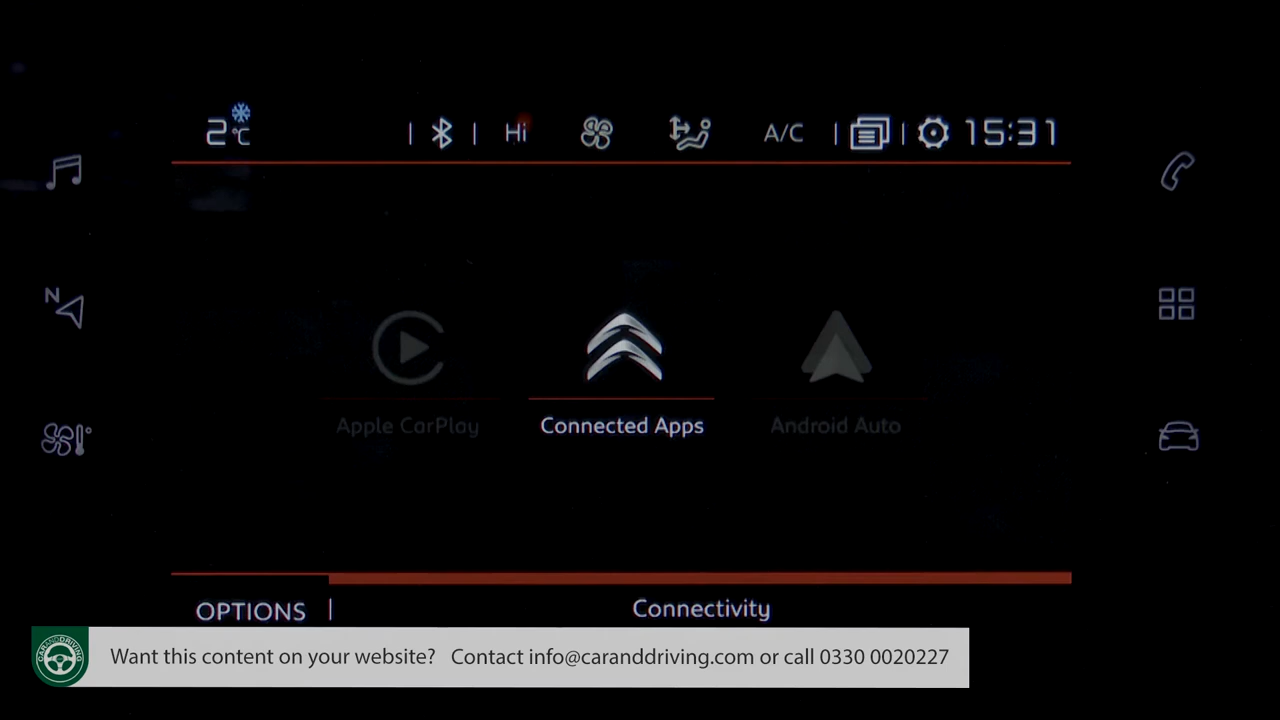 2°C | | Hi A/C | | 15:31
N
Apple CarPlay Connected Apps Android Auto
OPTIONS | Connectivity
CARANDDRIVING
Want this content on your website? Contact info@caranddriving.com or call 0330 0020227